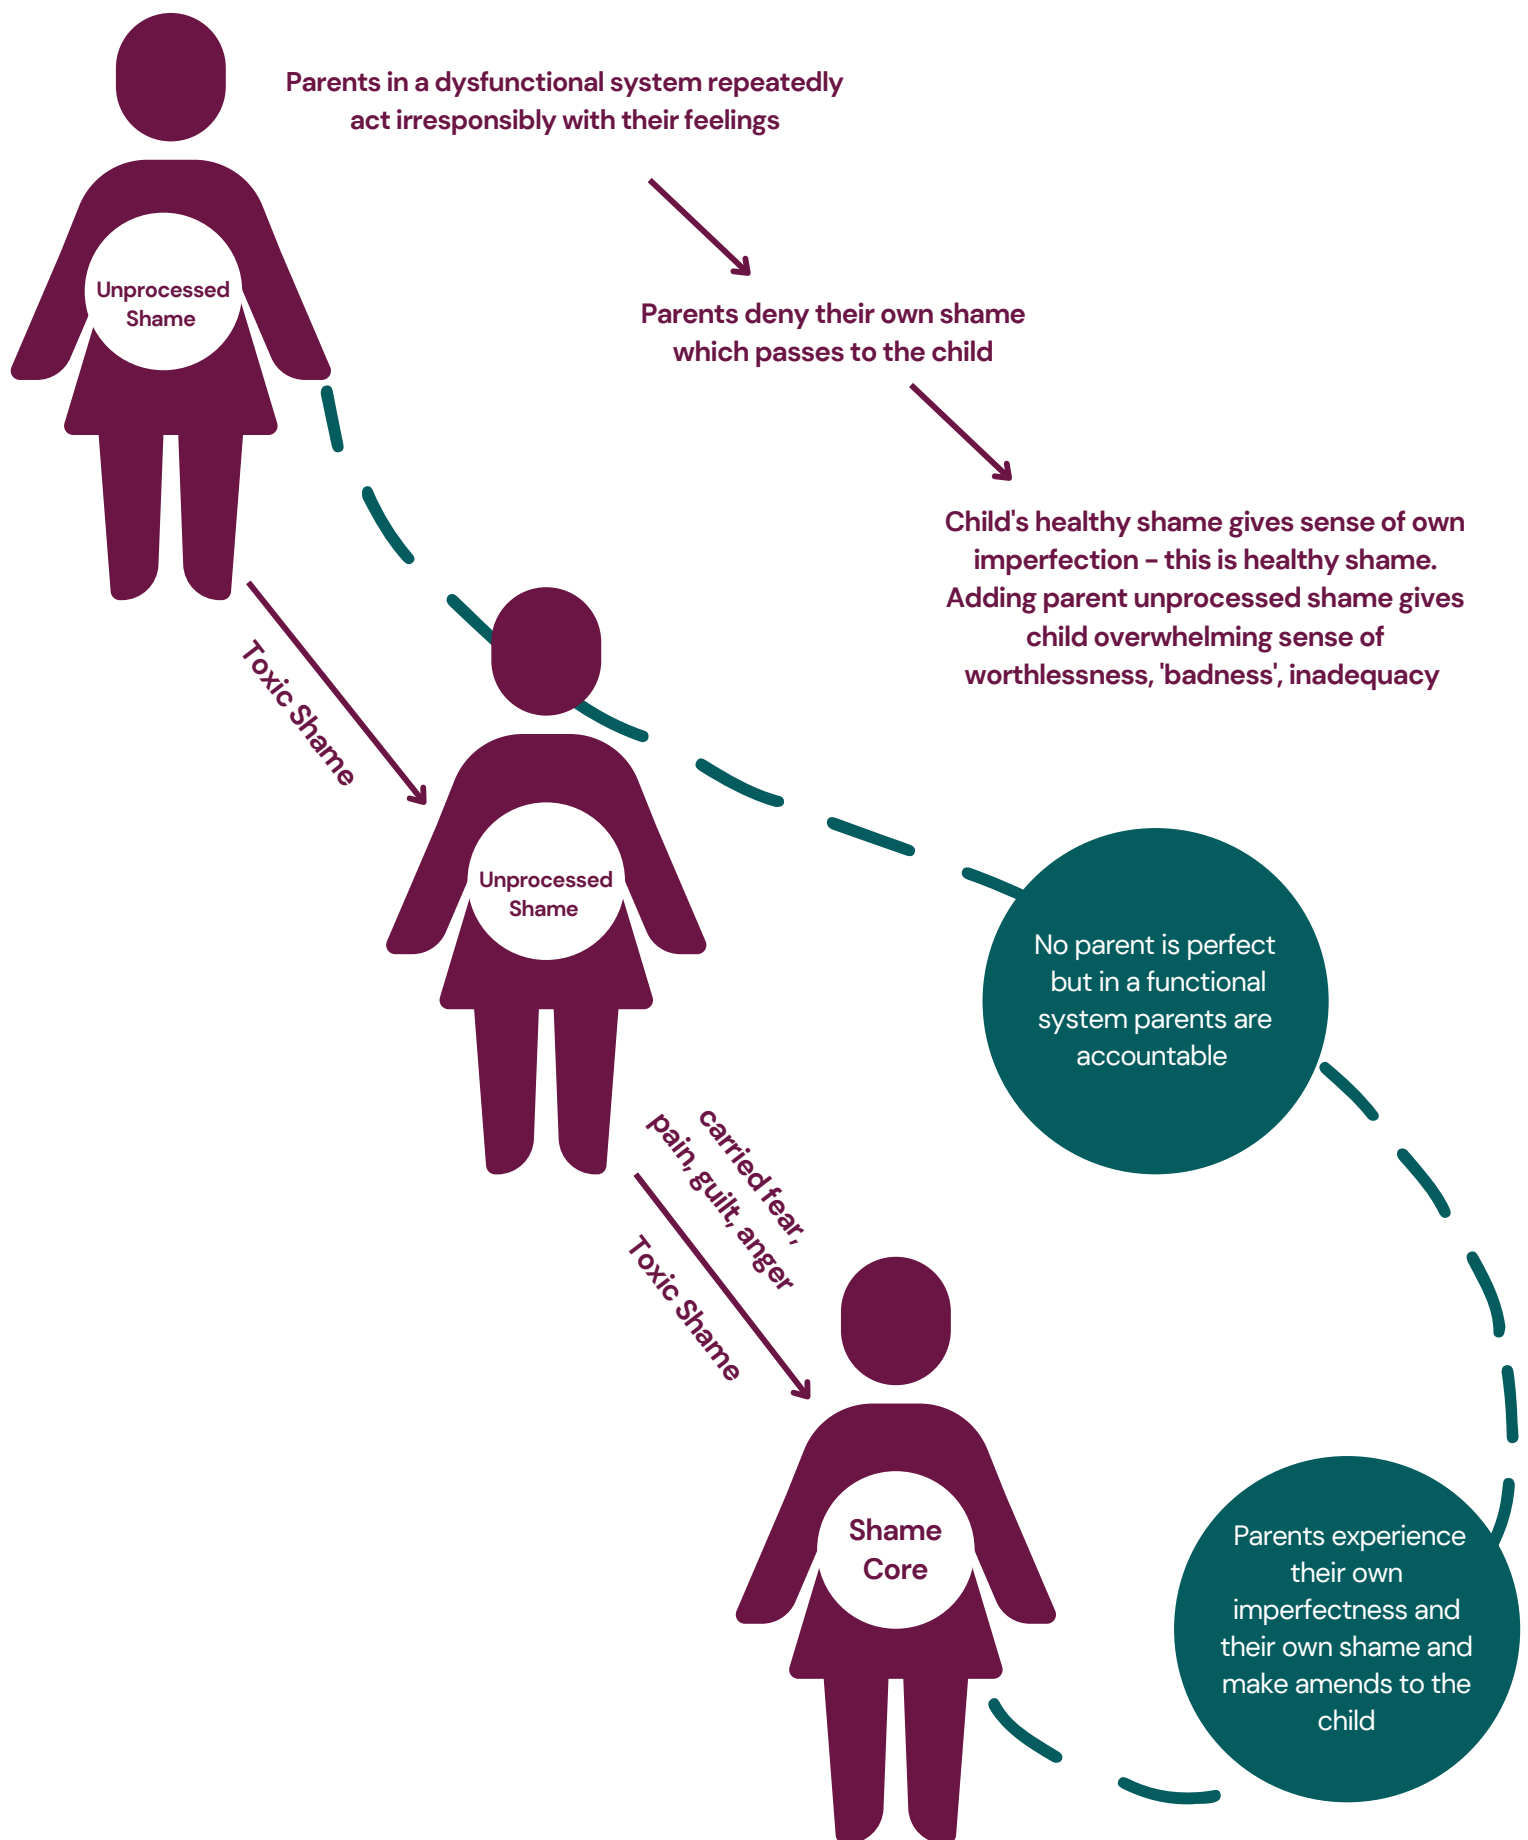 Parents in a dysfunctional system repeatedly
act irresponsibly with their feelings
Unprocessed
Shame
Parents deny their own shame
which passes to the child
Child's healthy shame gives sense of own
imperfection – this is healthy shame.
Adding parent unprocessed shame gives
child overwhelming sense of
worthlessness, 'badness', inadequacy
Toxic Shame
Unprocessed
Shame
No parent is perfect
but in a functional
system parents are
accountable
carried fear,
pain, guilt, anger
Toxic Shame
Shame
Core
Parents experience
their own
imperfectness and
their own shame and
make amends to the
child